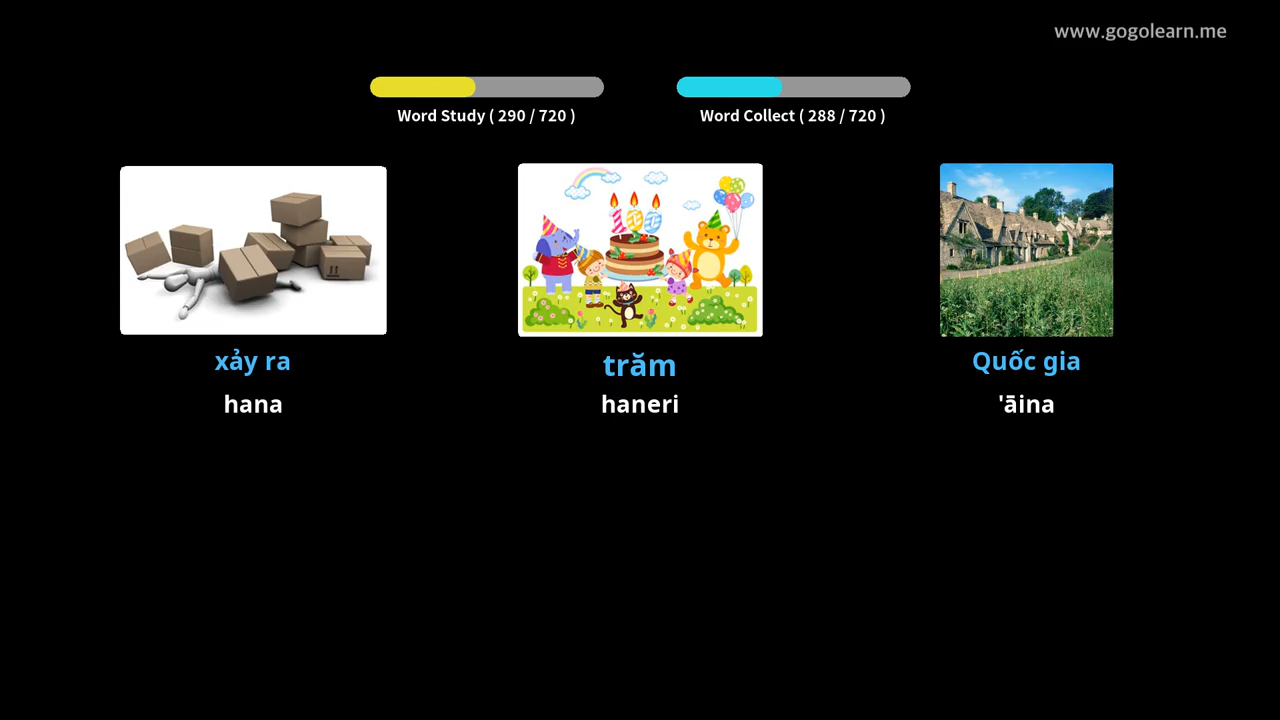 www.gogolearn.me
Word Study ( 290 / 720 )
Word Collect ( 288 / 720 )
100
xảy ra
trăm
Quốc gia
hana
haneri
'āina